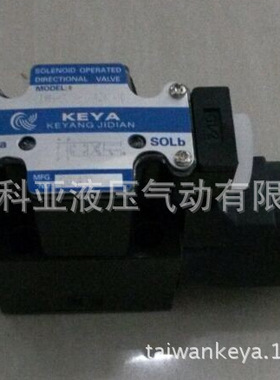 SOLENOID OPERATED
DIRECTIONAL VALVE
MODEL:
KEYA
KEYANG JIDIAN
a
SOLb
MFG
科亚液压气动有限
taiwankeya.1